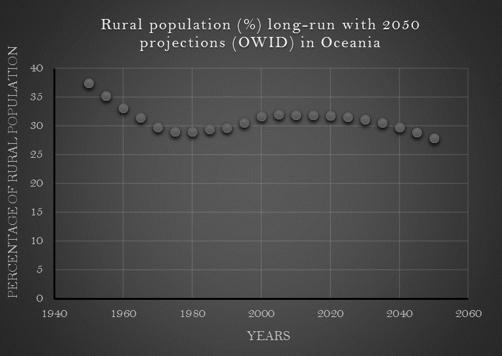 Rural population (%) long-run with 2050
projections (OWID) in Oceania
PERCENTAGE OF RURAL POPULATION
40
35
30
25
20
15
10
5
0
1940 1960 1980 2000 2020 2040 2060
YEARS